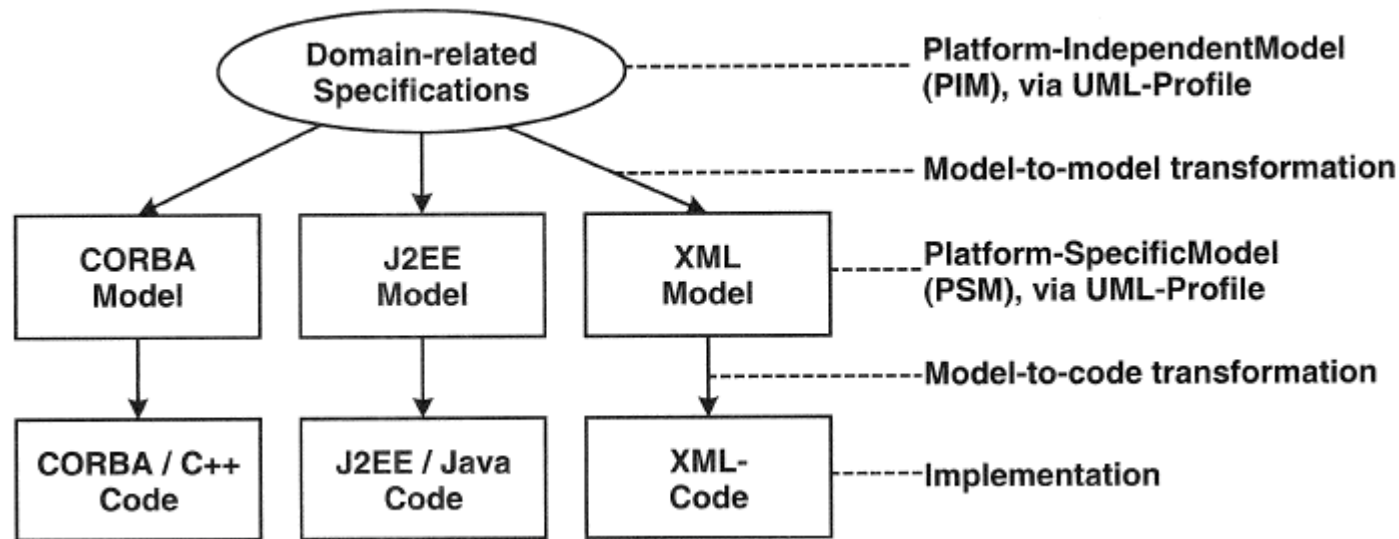 Domain-related
Specifications
Platform-IndependentModel
(PIM), via UML-Profile
Model-to-model transformation
CORBA
Model
J2EE
Model
XML
Model
Platform-SpecificModel
(PSM), via UML-Profile
Model-to-code transformation
CORBA / C++
Code
J2EE / Java
Code
XML-
Code
Implementation